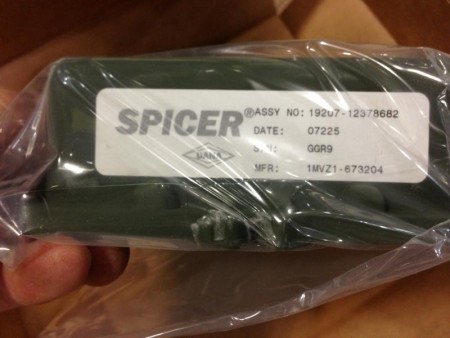 SPICER®
DANA
ASSY NO: 19207-12378682
DATE: 07225
S/N: GGR9
MFR: 1MVZ1-673204